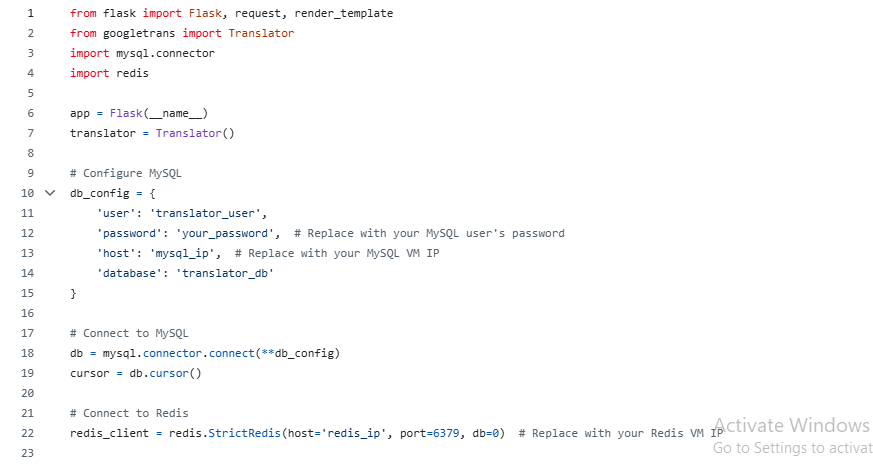 1 from flask import Flask, request, render_template
2 from googletrans import Translator
3 import mysql.connector
4 import redis
5
6 app = Flask(__name__)
7 translator = Translator()
8
9 # Configure MySQL
10 db_config = {
11 'user': 'translator_user',
12 'password': 'your_password',  # Replace with your MySQL user's password
13 'host': 'mysql_ip',  # Replace with your MySQL VM IP
14 'database': 'translator_db'
15 }
16
17 # Connect to MySQL
18 db = mysql.connector.connect(**db_config)
19 cursor = db.cursor()
20
21 # Connect to Redis
22 redis_client = redis.StrictRedis(host='redis_ip', port=6379, db=0)  # Replace with your Redis VM IP
23
Activate Windows
Go to Settings to activat